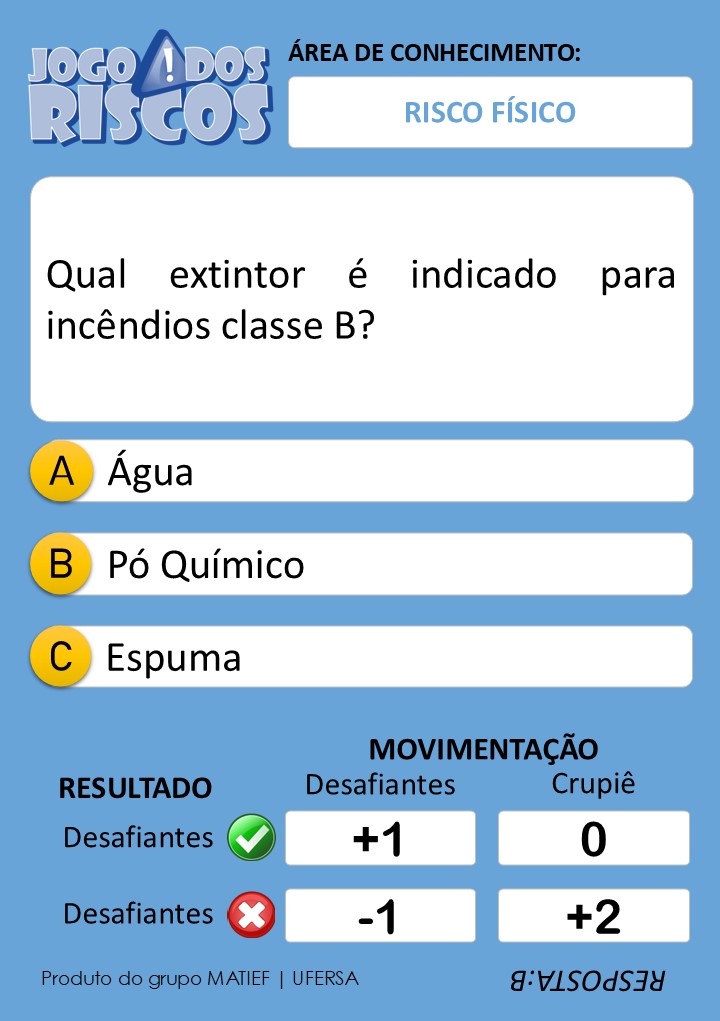 JOGO DOS
RISCOS
ÁREA DE CONHECIMENTO:
RISCO FÍSICO
Qual extintor é indicado para
incêndios classe B?
A Água
B Pó Químico
C Espuma
MOVIMENTAÇÃO
RESULTADO Desafiantes Crupiê
Desafiantes +1 0
Desafiantes -1 +2
Produto do grupo MATIEF | UFERSA
RESPOSTA:B